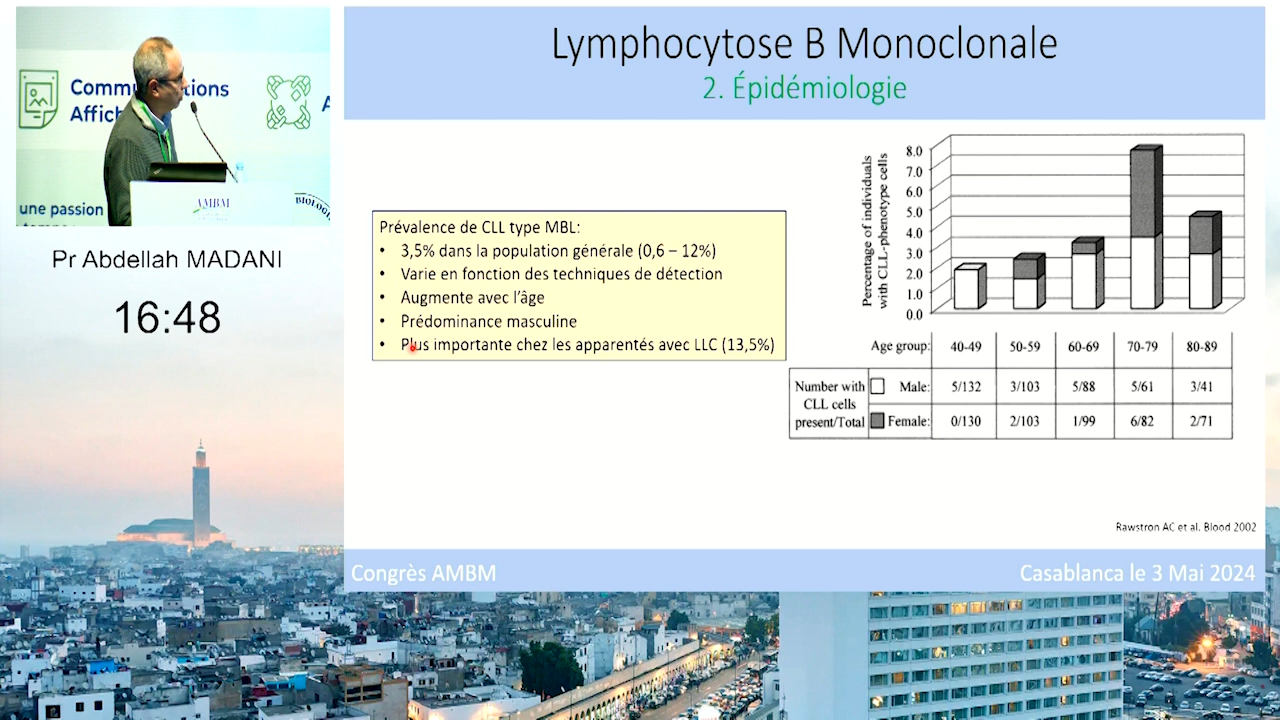 Communications
Affich
A
une passion
AMBM
BIOLOGI
Pr Abdellah MADANI
16:48
Lymphocytose B Monoclonale
2. Épidémiologie
Prévalence de CLL type MBL:
• 3,5% dans la population générale (0,6 – 12%)
• Varie en fonction des techniques de détection
• Augmente avec l'âge
• Prédominance masculine
• Plus importante chez les apparentés avec LLC (13,5%)
Percentage of individuals
with CLL-phenotype cells
8.0
7.0
6.0
5.0
4.0
3.0
2.0
1.0
0.0
Age group: 40-49 50-59 60-69 70-79 80-89
Number with
CLL cells
present/Total
Male: 5/132 3/103 5/88 5/61 3/41
Female: 0/130 2/103 1/99 6/82 2/71
Rawstron AC et al. Blood 2002
Congrès AMBM
Casablanca le 3 Mai 2024